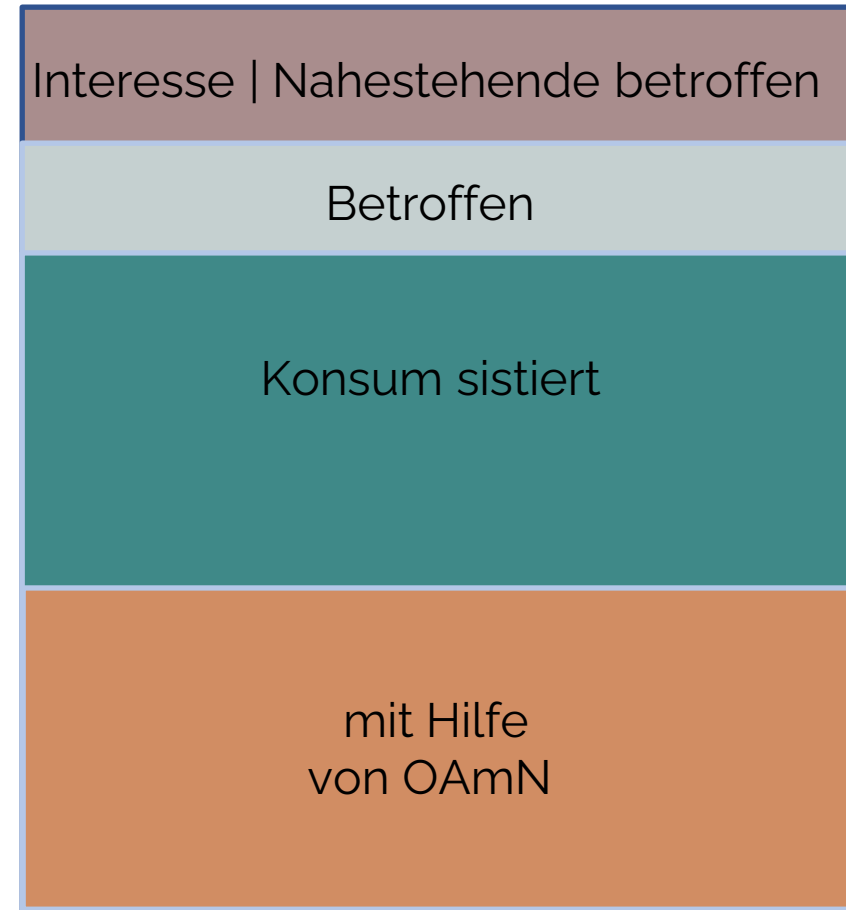 Interesse | Nahestehende betroffen
Betroffen
Konsum sistiert
mit Hilfe
von OAmN